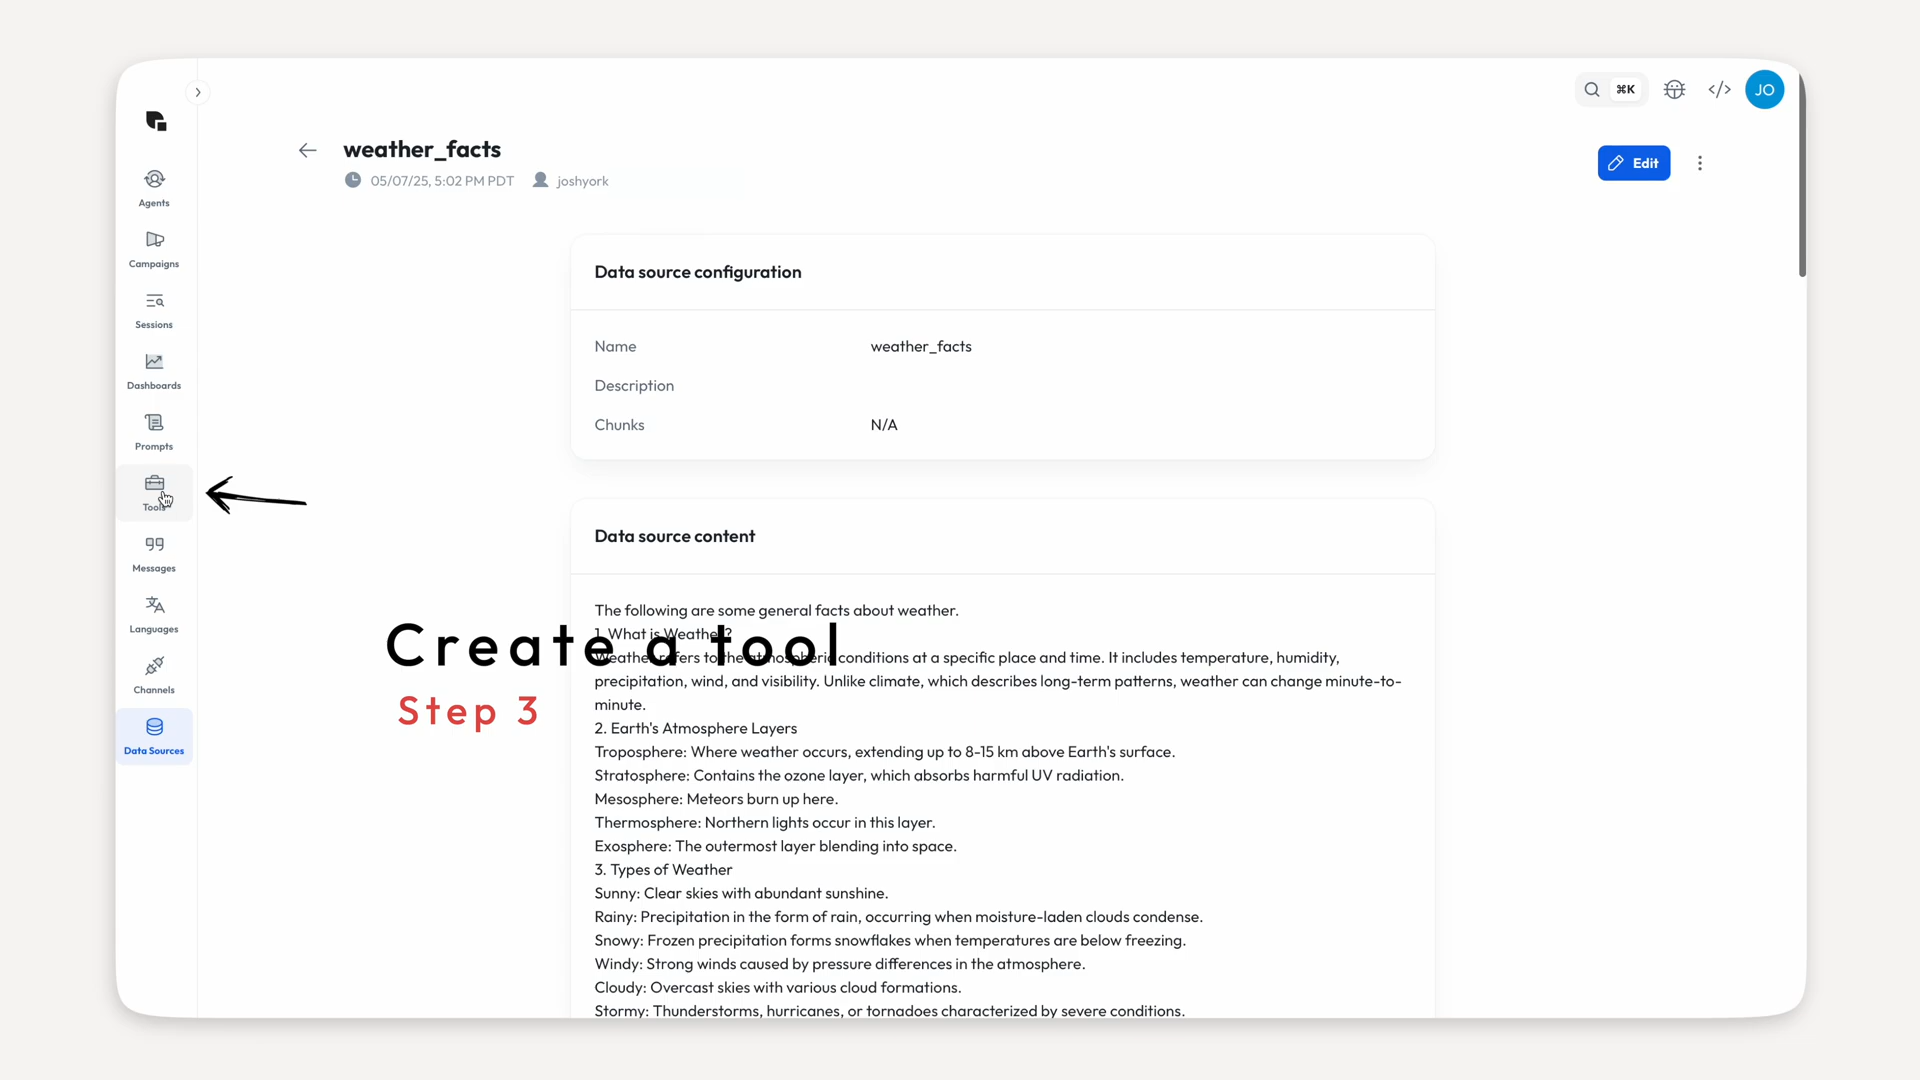 ⌘K
JO
weather_facts
05/07/25, 5:02 PM PDT joshyork
Edit
Agents
Campaigns
Sessions
Dashboards
Prompts
Tools
Messages
Languages
Channels
Data Sources
Data source configuration
Name weather_facts
Description
Chunks N/A
Data source content
The following are some general facts about weather.
1. What is Weather?
Weather refers to the atmospheric conditions at a specific place and time. It includes temperature, humidity,
precipitation, wind, and visibility. Unlike climate, which describes long-term patterns, weather can change minute-to-
minute.
2. Earth's Atmosphere Layers
Troposphere: Where weather occurs, extending up to 8-15 km above Earth's surface.
Stratosphere: Contains the ozone layer, which absorbs harmful UV radiation.
Mesosphere: Meteors burn up here.
Thermosphere: Northern lights occur in this layer.
Exosphere: The outermost layer blending into space.
3. Types of Weather
Sunny: Clear skies with abundant sunshine.
Rainy: Precipitation in the form of rain, occurring when moisture-laden clouds condense.
Snowy: Frozen precipitation forms snowflakes when temperatures are below freezing.
Windy: Strong winds caused by pressure differences in the atmosphere.
Cloudy: Overcast skies with various cloud formations.
Stormy: Thunderstorms, hurricanes, or tornadoes characterized by severe conditions.
Create a tool
Step 3